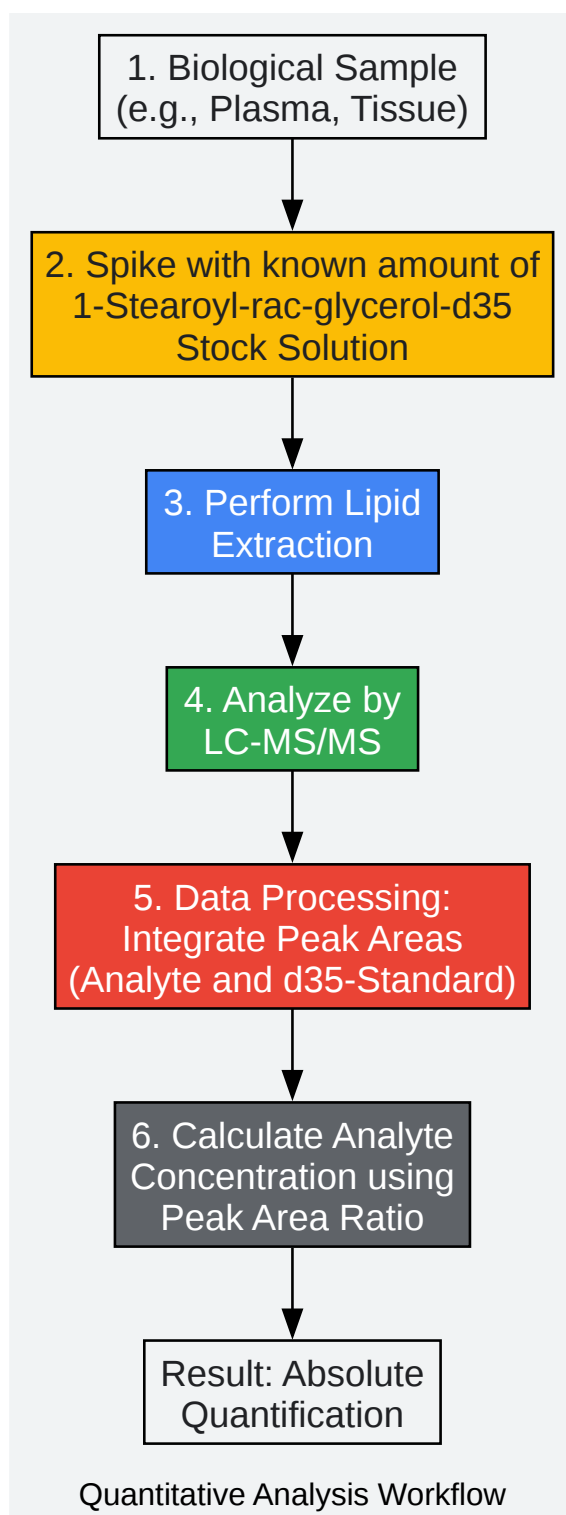 1. Biological Sample
(e.g., Plasma, Tissue)
2. Spike with known amount of
1-Stearoyl-rac-glycerol-d35
Stock Solution
3. Perform Lipid
Extraction
4. Analyze by
LC-MS/MS
5. Data Processing:
Integrate Peak Areas
(Analyte and d35-Standard)
6. Calculate Analyte
Concentration using
Peak Area Ratio
Result: Absolute
Quantification
Quantitative Analysis Workflow